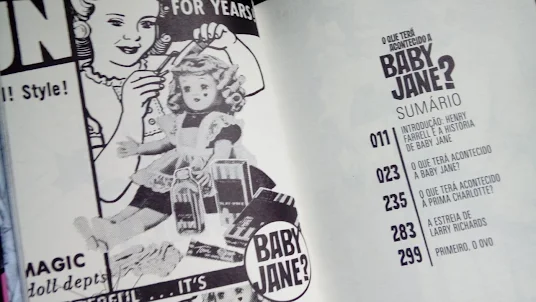 UN
FOR YEARS!
l! Style!
MAGIC
doll depts
... IT'S
BABY
JANE?
O QUE TERÁ
ACONTECIDO A
BABY
JANE?
SUMÁRIO
011 INTRODUÇÃO: HENRY
FARRELL E A HISTÓRIA
DE BABY JANE
023 O QUE TERÁ ACONTECIDO
A BABY JANE?
235 O QUE TERÁ ACONTECIDO
A PRIMA CHARLOTTE?
283 A ESTREIA DE
LARRY RICHARDS
299 PRIMEIRO, O OVO